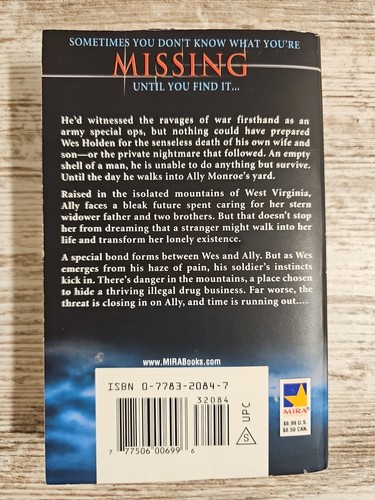 SOMETIMES YOU DON'T KNOW WHAT YOU'RE
MISSING
UNTIL YOU FIND IT...
He'd witnessed the ravages of war firsthand as an
army special ops, but nothing could have prepared
Wes Holden for the senseless death of his own wife and
son—or the private nightmare that followed. An empty
shell of a man, he is unable to do anything but survive.
Until the day he walks into Ally Monroe's yard.
Raised in the isolated mountains of West Virginia,
Ally faces a bleak future spent caring for her stern
widower father and two brothers. But that doesn't stop
her from dreaming that a stranger might walk into her
life and transform her lonely existence.
A special bond forms between Wes and Ally. But as Wes
emerges from his haze of pain, his soldier's instincts
kick in. There's danger in the mountains, a place chosen
to hide a thriving illegal drug business. Far worse, the
threat is closing in on Ally, and time is running out....
www.MIRABooks.com
ISBN 0-7783-2084-7
32084
7 77506 00699 6
S UPC
MIRA®
$6.99 U.S.
$8.50 CAN.